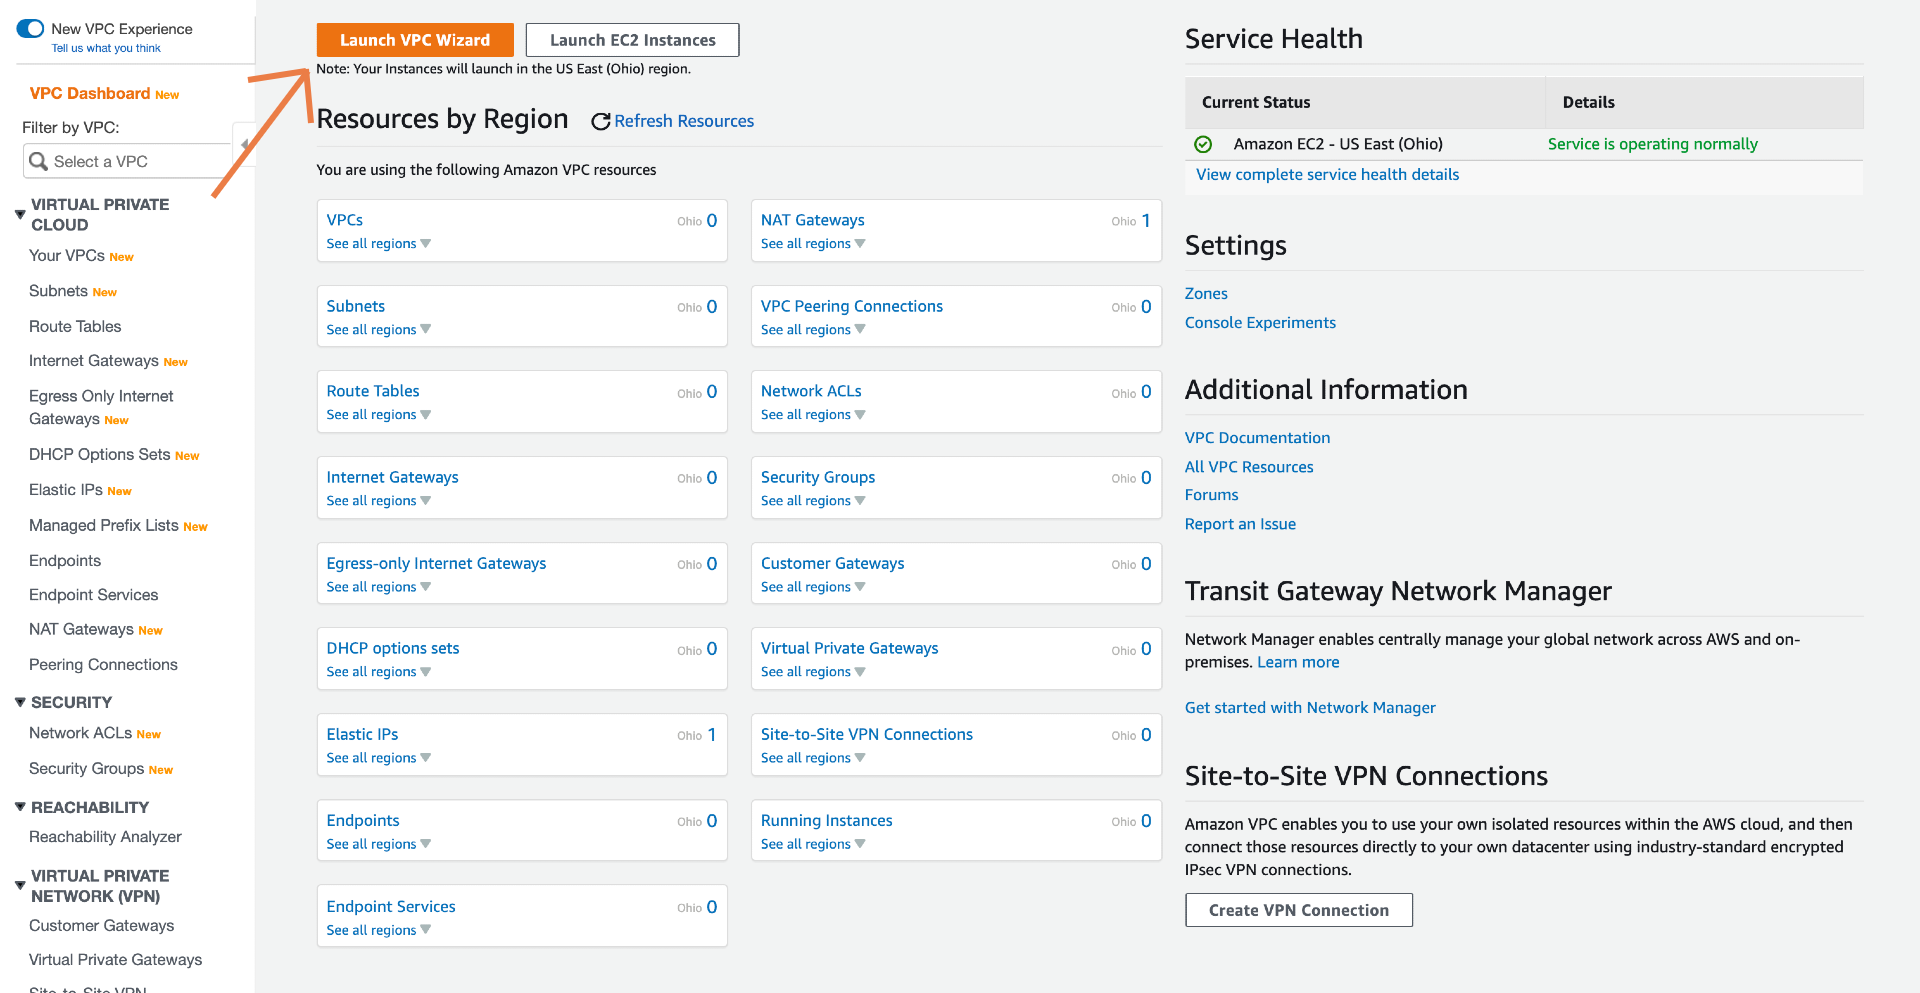 New VPC Experience
Tell us what you think
VPC Dashboard New
Filter by VPC:
Select a VPC
VIRTUAL PRIVATE
CLOUD
Your VPCs New
Subnets New
Route Tables
Internet Gateways New
Egress Only Internet
Gateways New
DHCP Options Sets New
Elastic IPs New
Managed Prefix Lists New
Endpoints
Endpoint Services
NAT Gateways New
Peering Connections
SECURITY
Network ACLs New
Security Groups New
REACHABILITY
Reachability Analyzer
VIRTUAL PRIVATE
NETWORK (VPN)
Customer Gateways
Virtual Private Gateways
Site-to-Site VPN
Launch VPC Wizard
Launch EC2 Instances
Note: Your Instances will launch in the US East (Ohio) region.
Resources by Region
Refresh Resources
You are using the following Amazon VPC resources
VPCs Ohio 0
See all regions
NAT Gateways Ohio 1
See all regions
Subnets Ohio 0
See all regions
VPC Peering Connections Ohio 0
See all regions
Route Tables Ohio 0
See all regions
Network ACLs Ohio 0
See all regions
Internet Gateways Ohio 0
See all regions
Security Groups Ohio 0
See all regions
Egress-only Internet Gateways Ohio 0
See all regions
Customer Gateways Ohio 0
See all regions
DHCP options sets Ohio 0
See all regions
Virtual Private Gateways Ohio 0
See all regions
Elastic IPs Ohio 1
See all regions
Site-to-Site VPN Connections Ohio 0
See all regions
Endpoints Ohio 0
See all regions
Running Instances Ohio 0
See all regions
Endpoint Services Ohio 0
See all regions
Service Health
Current Status Details
Amazon EC2 - US East (Ohio) Service is operating normally
View complete service health details
Settings
Zones
Console Experiments
Additional Information
VPC Documentation
All VPC Resources
Forums
Report an Issue
Transit Gateway Network Manager
Network Manager enables centrally manage your global network across AWS and on-
premises. Learn more
Get started with Network Manager
Site-to-Site VPN Connections
Amazon VPC enables you to use your own isolated resources within the AWS cloud, and then
connect those resources directly to your own datacenter using industry-standard encrypted
IPsec VPN connections.
Create VPN Connection